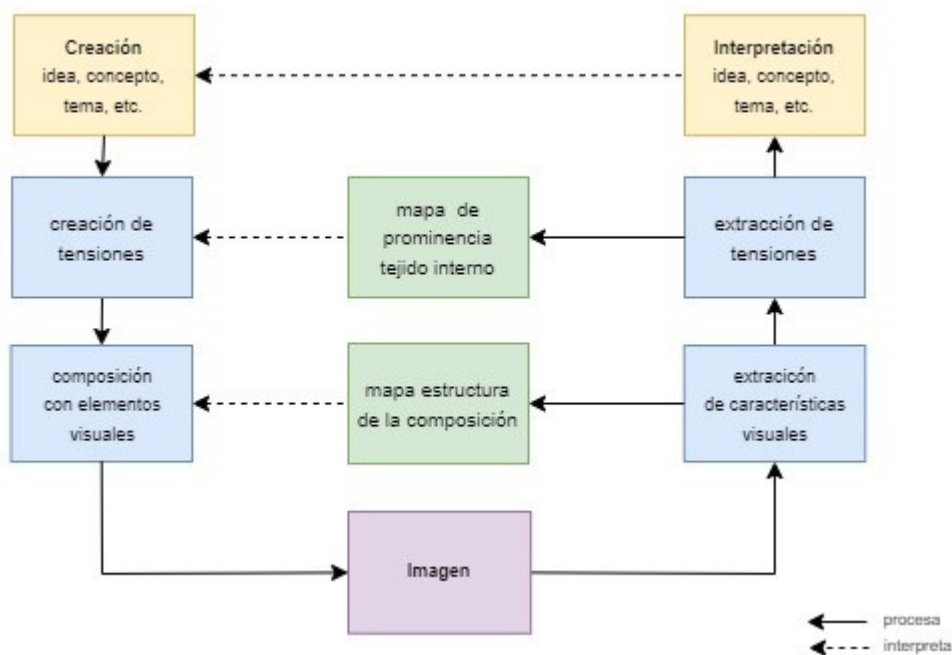 Creación
idea, concepto,
tema, etc.
Interpretación
idea, concepto,
tema, etc.
creación de
tensiones
mapa de
prominencia
tejido interno
extracción de
tensiones
composición
con elementos
visuales
mapa estructura
de la composición
extracicón
de características
visuales
Imagen
procesa
interpreta